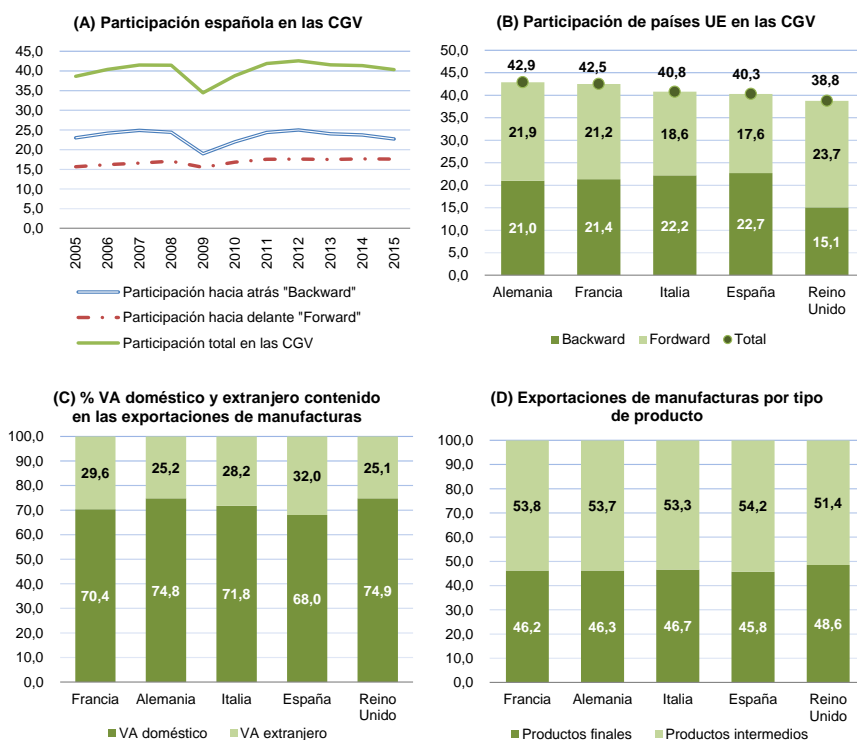 (A) Participación española en las CGV
45,0
40,0
35,0
30,0
25,0
20,0
15,0
10,0
5,0
0,0
2005
2006
2007
2008
2009
2010
2011
2012
2013
2014
2015
Participación hacia atrás "Backward"
Participación hacia delante "Forward"
Participación total en las CGV
(B) Participación de países UE en las CGV
50,0
45,0
40,0
35,0
30,0
25,0
20,0
15,0
10,0
5,0
0,0
42,9
42,5
40,8
40,3
38,8
21,9
21,2
18,6
17,6
23,7
21,0
21,4
22,2
22,7
15,1
Alemania
Francia
Italia
España
Reino
Unido
Backward
Fordward
Total
(C) % VA doméstico y extranjero contenido
en las exportaciones de manufacturas
100,0
90,0
80,0
70,0
60,0
50,0
40,0
30,0
20,0
10,0
0,0
29,6
25,2
28,2
32,0
25,1
70,4
74,8
71,8
68,0
74,9
Francia
Alemania
Italia
España
Reino
Unido
VA doméstico
VA extranjero
(D) Exportaciones de manufacturas por tipo
de producto
100,0
90,0
80,0
70,0
60,0
50,0
40,0
30,0
20,0
10,0
0,0
53,8
53,7
53,3
54,2
51,4
46,2
46,3
46,7
45,8
48,6
Francia
Alemania
Italia
España
Reino
Unido
Productos finales
Productos intermedios